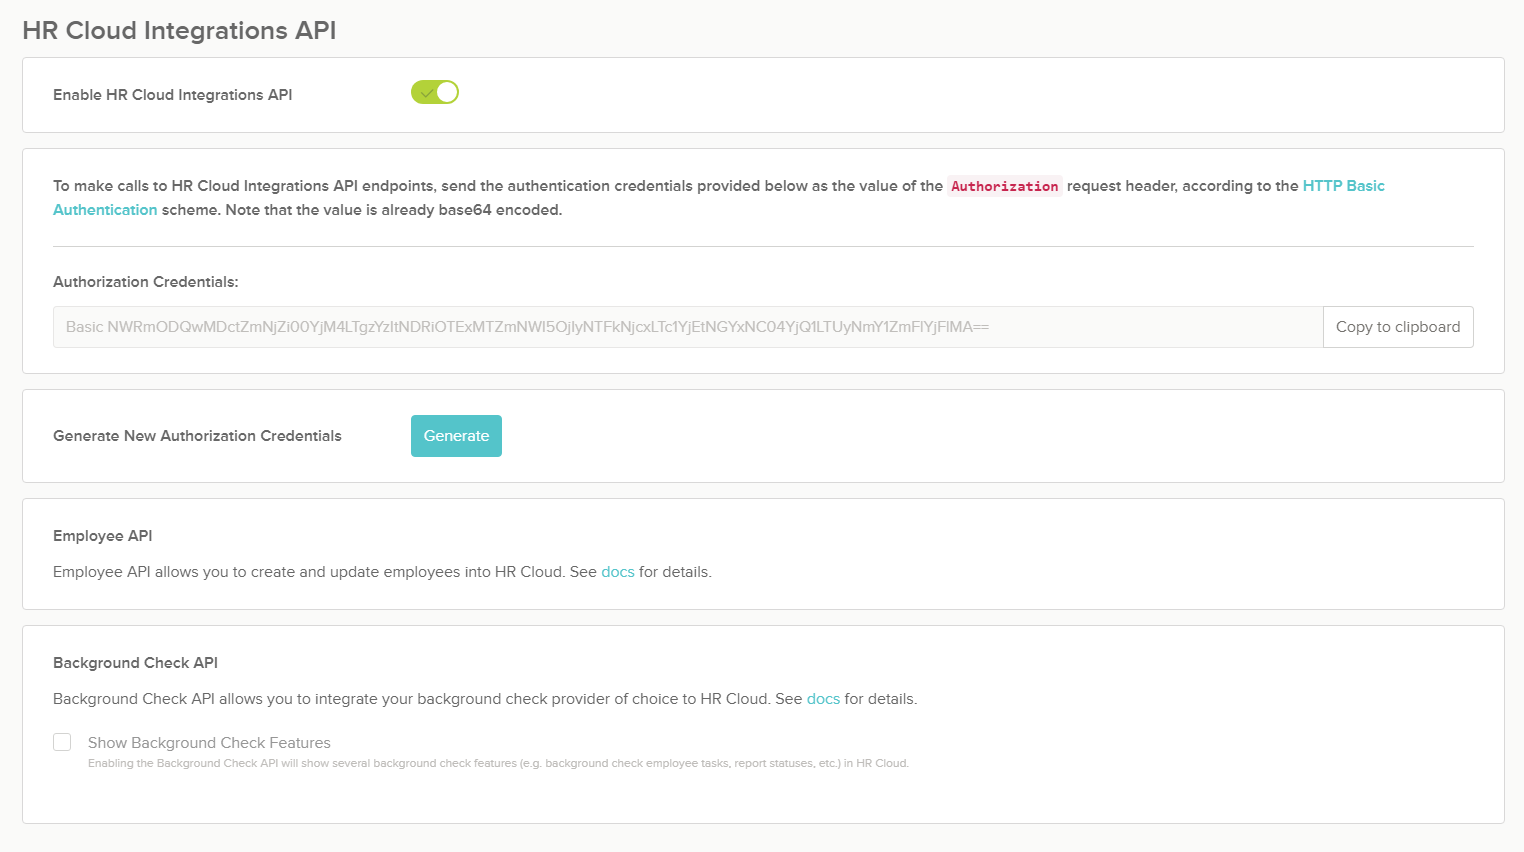 HR Cloud Integrations API
Enable HR Cloud Integrations API
To make calls to HR Cloud Integrations API endpoints, send the authentication credentials provided below as the value of the Authorization request header, according to the HTTP Basic
Authentication scheme. Note that the value is already base64 encoded.
Authorization Credentials:
Basic Copy to clipboard
Generate New Authorization Credentials Generate
Employee API
Employee API allows you to create and update employees into HR Cloud. See docs for details.
Background Check API
Background Check API allows you to integrate your background check provider of choice to HR Cloud. See docs for details.
Show Background Check Features
Enabling the Background Check API will show several background check features (e.g. background check employee tasks, report statuses, etc.) in HR Cloud.